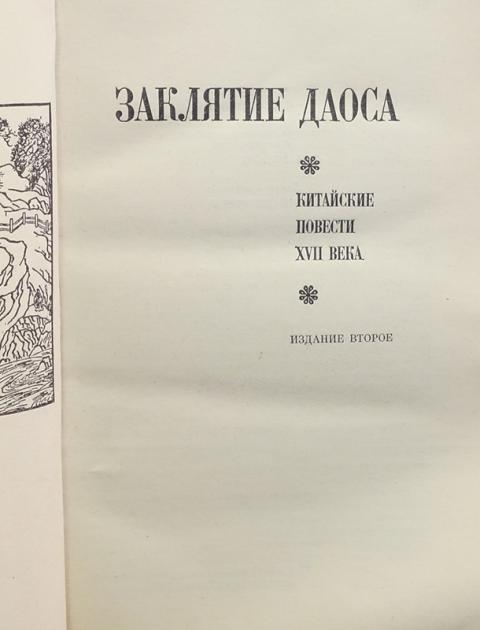 ЗАКЛЯТИЕ ДАОСА
КИТАЙСКИЕ
ПОВЕСТИ
XVII ВЕКА
ИЗДАНИЕ ВТОРОЕ